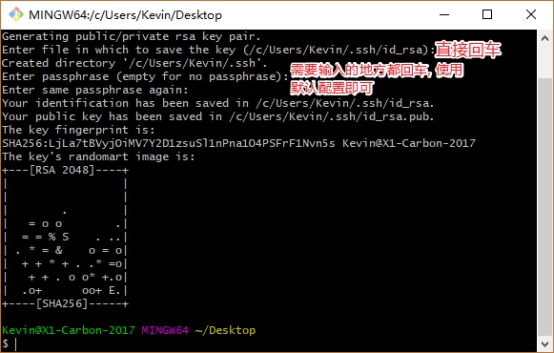 MINGW64:/c/Users/Kevin/Desktop
Generating public/private rsa key pair.
Enter file in which to save the key (/c/Users/Kevin/.ssh/id_rsa): 直接回车
Created directory '/c/Users/Kevin/.ssh'.
Enter passphrase (empty for no passphrase): 需要输入的地方都回车, 使用
Enter same passphrase again: 默认配置即可
Your identification has been saved in /c/Users/Kevin/.ssh/id_rsa.
Your public key has been saved in /c/Users/Kevin/.ssh/id_rsa.pub.
The key fingerprint is:
SHA256:LjLa7tBVyjOiMV7Y2D1zsuSl1nPna1O4PSFrF1Nvn5s Kevin@X1-Carbon-2017
The key's randomart image is:
+---[RSA 2048]----+
|                 |
|                 |
|        .        |
|   = o o        .|
|  = = % S    . ..|
| . * = &    o = o|
|  + + * + . .* =o|
|   + + . o o* +.o|
|  .o+      oo+ E.|
+----[SHA256]-----+
Kevin@X1-Carbon-2017 MINGW64 ~/Desktop
$